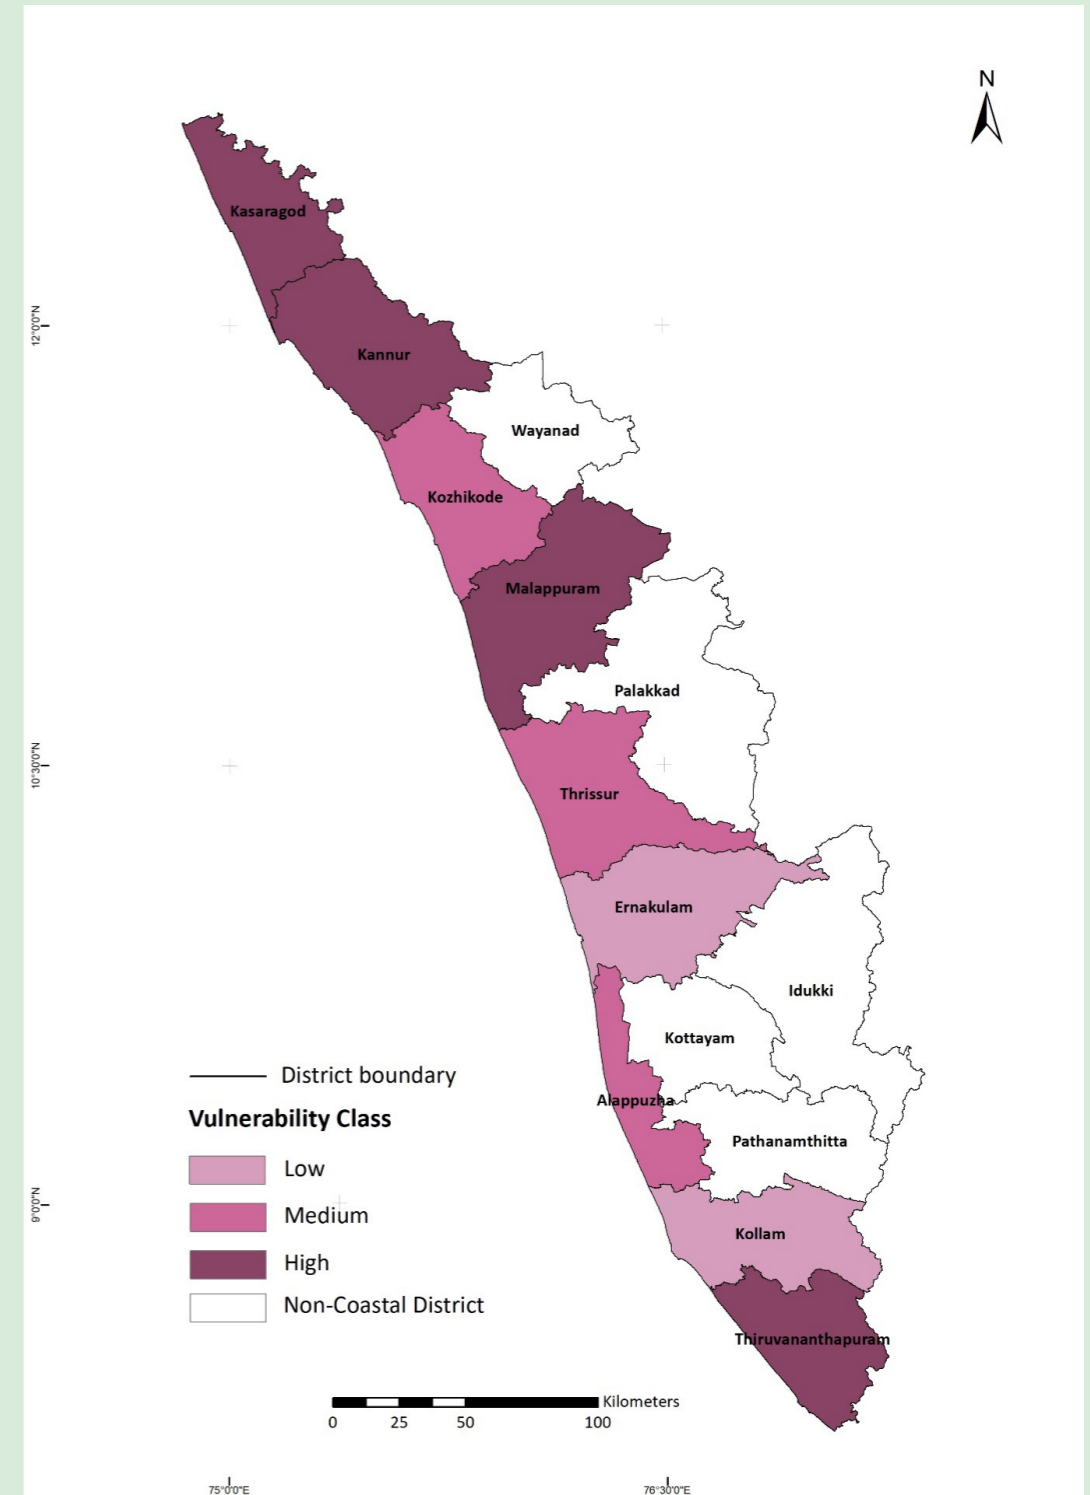 N
Kasaragod
12°0'0"N
Kannur
Wayanad
Kozhikode
Malappuram
Palakkad
10°30'0"N
Thrissur
Ernakulam
Idukki
Kottayam
District boundary
Alappuzha
Vulnerability Class
Pathanamthitta
Low
9°0'0"N
Medium
Kollam
High
Non-Coastal District
Thiruvananthapuram
Kilometers
0 25 50 100
75°0'0"E 76°30'0"E